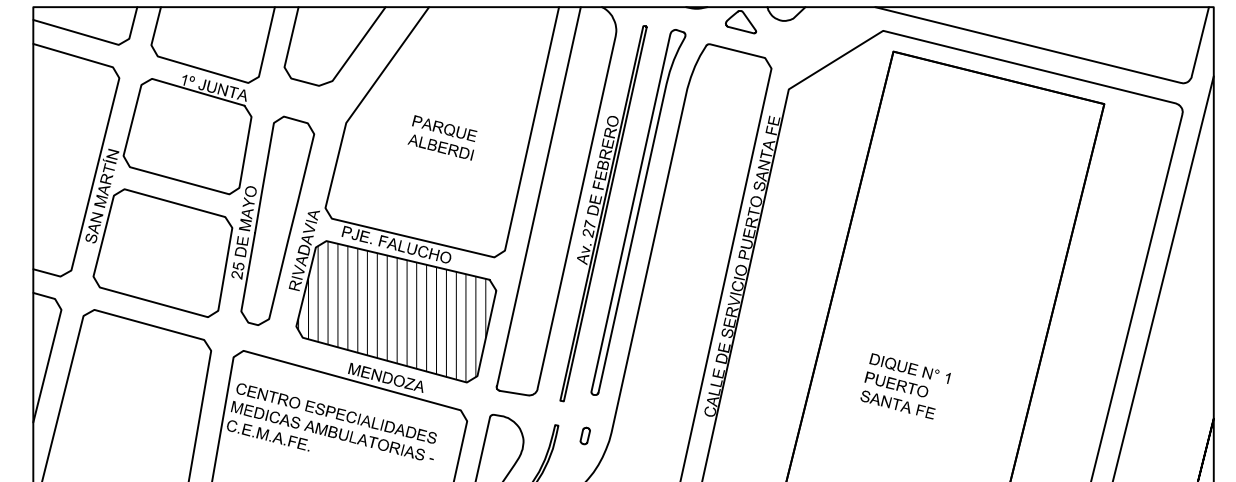 1º JUNTA
PARQUE
ALBERDI
SAN MARTÍN
25 DE MAYO
RIVADAVIA
PJE. FALUCHO
Av. 27 DE FEBRERO
CALLE DE SERVICIO PUERTO SANTA FE
MENDOZA
DIQUE N° 1
PUERTO
SANTA FE
CENTRO ESPECIALIDADES
MEDICAS AMBULATORIAS -
C.E.M.A.FE.